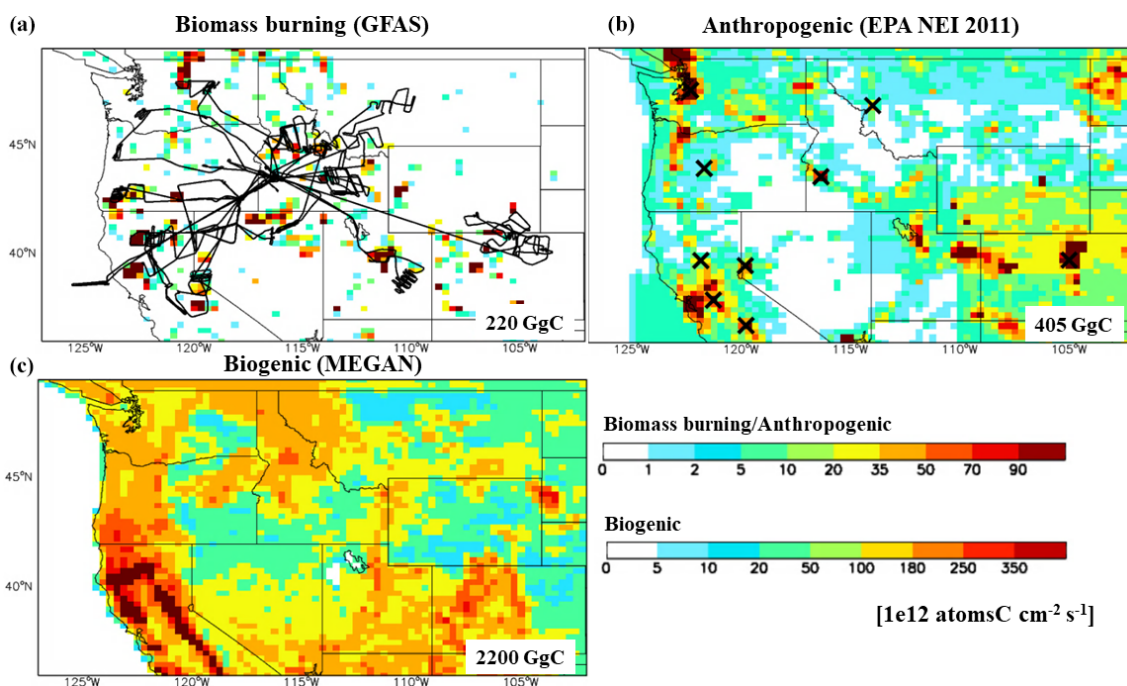 (a) Biomass burning (GFAS)
(b) Anthropogenic (EPA NEI 2011)
45°N
40°N
220 GgC
405 GgC
125°W 120°W 115°W 110°W 105°W
125°W 120°W 115°W 110°W 105°W
(c) Biogenic (MEGAN)
45°N
40°N
2200 GgC
125°W 120°W 115°W 110°W 105°W
Biomass burning/Anthropogenic
0 1 2 5 10 20 35 50 70 90
Biogenic
0 5 10 20 50 100 180 250 350
[1e12 atomsC cm⁻² s⁻¹]